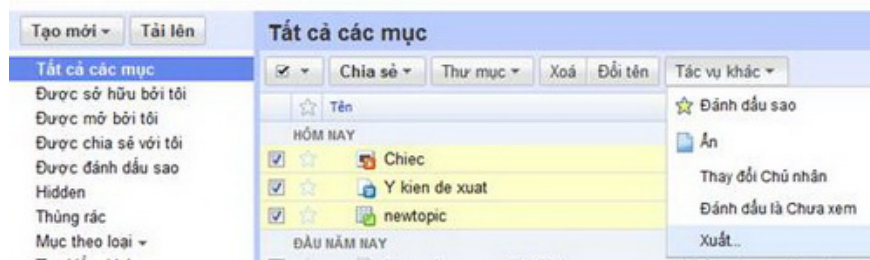 Tạo mới Tải lên
Tất cả các mục
Được sở hữu bởi tôi
Được mở bởi tôi
Được chia sẻ với tôi
Được đánh dấu sao
Hidden
Thùng rác
Mục theo loại
Tất cả các mục
Chia sẻ Thư mục Xoá Đổi tên Tác vụ khác
Tên
HÔM NAY
Chiec
Y kien de xuat
newtopic
ĐẦU NĂM NAY
Đánh dấu sao
Ẩn
Thay đổi Chủ nhân
Đánh dấu là Chưa xem
Xuất...